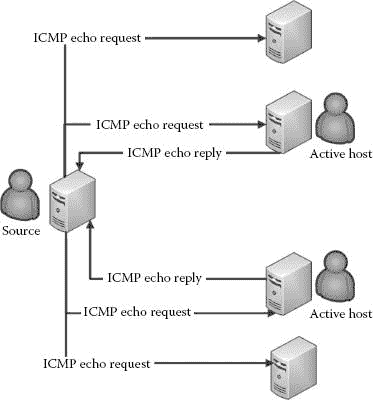 ICMP echo request
ICMP echo request
ICMP echo reply
Active host
Source
ICMP echo reply
ICMP echo request
Active host
ICMP echo request